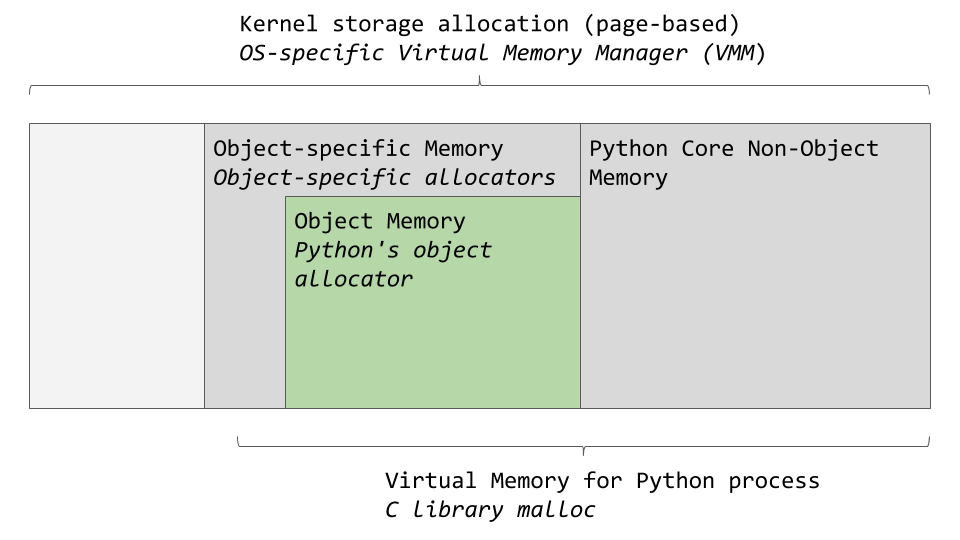 Kernel storage allocation (page-based)
OS-specific Virtual Memory Manager (VMM)
Object-specific Memory
Object-specific allocators
Python Core Non-Object
Memory
Object Memory
Python's object
allocator
Virtual Memory for Python process
C library malloc